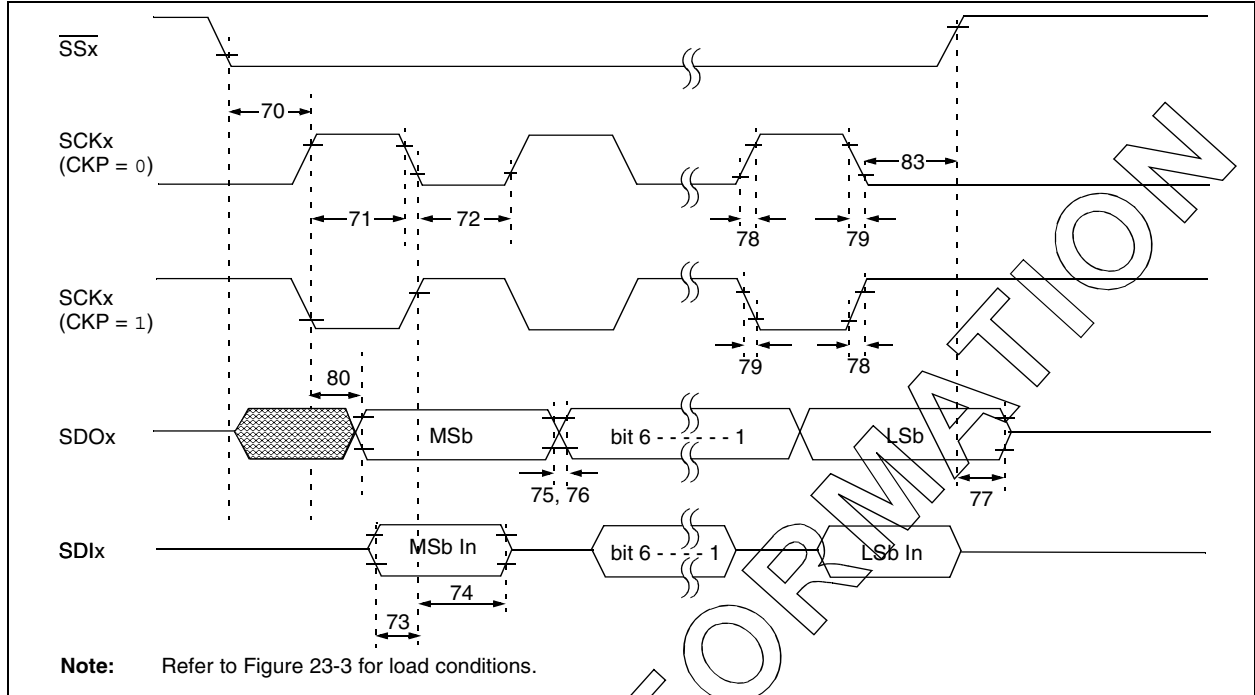 SSx
70
SCKx
(CKP = 0)
83
71
72
78
79
SCKx
(CKP = 1)
79
78
80
SDOx
MSb
bit 6 - - - - - - 1
LSb
75, 76
77
SDIx
MSb In
bit 6 - - - - 1
LSb In
74
73
Note: Refer to Figure 23-3 for load conditions.
ORMATION